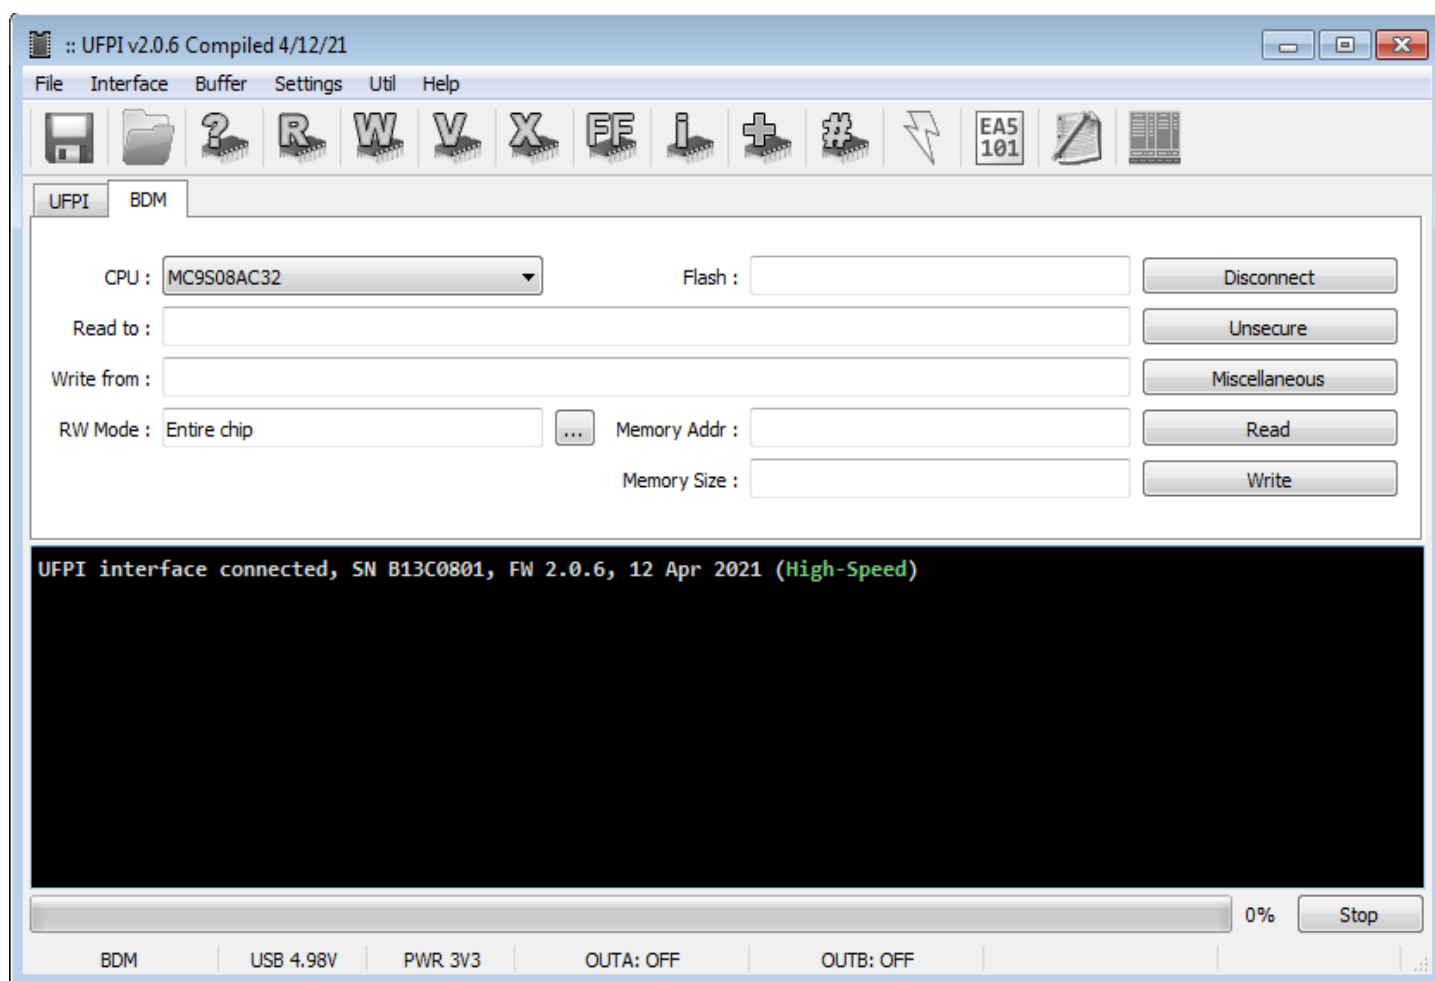 :: UFPI v2.0.6 Compiled 4/12/21
File Interface Buffer Settings Util Help
? R W V X FF i + # EA5
101
UFPI BDM
CPU : MC9S08AC32 Flash : Disconnect
Read to : Unsecure
Write from : Miscellaneous
RW Mode : Entire chip ... Memory Addr : Read
Memory Size : Write
UFPI interface connected, SN B13C0801, FW 2.0.6, 12 Apr 2021 (High-Speed)
0% Stop
BDM USB 4.98V PWR 3V3 OUTA: OFF OUTB: OFF